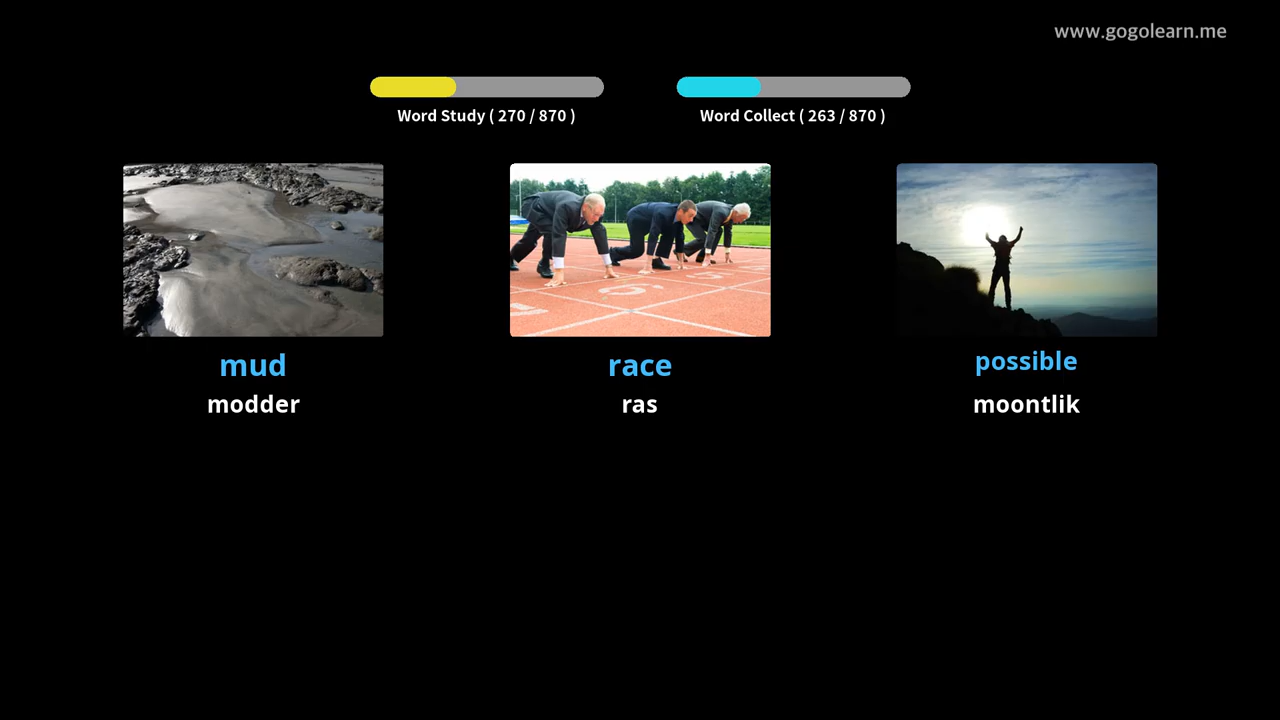 www.gogolearn.me
Word Study ( 270 / 870 )
Word Collect ( 263 / 870 )
mud
race
possible
modder
ras
moontlik